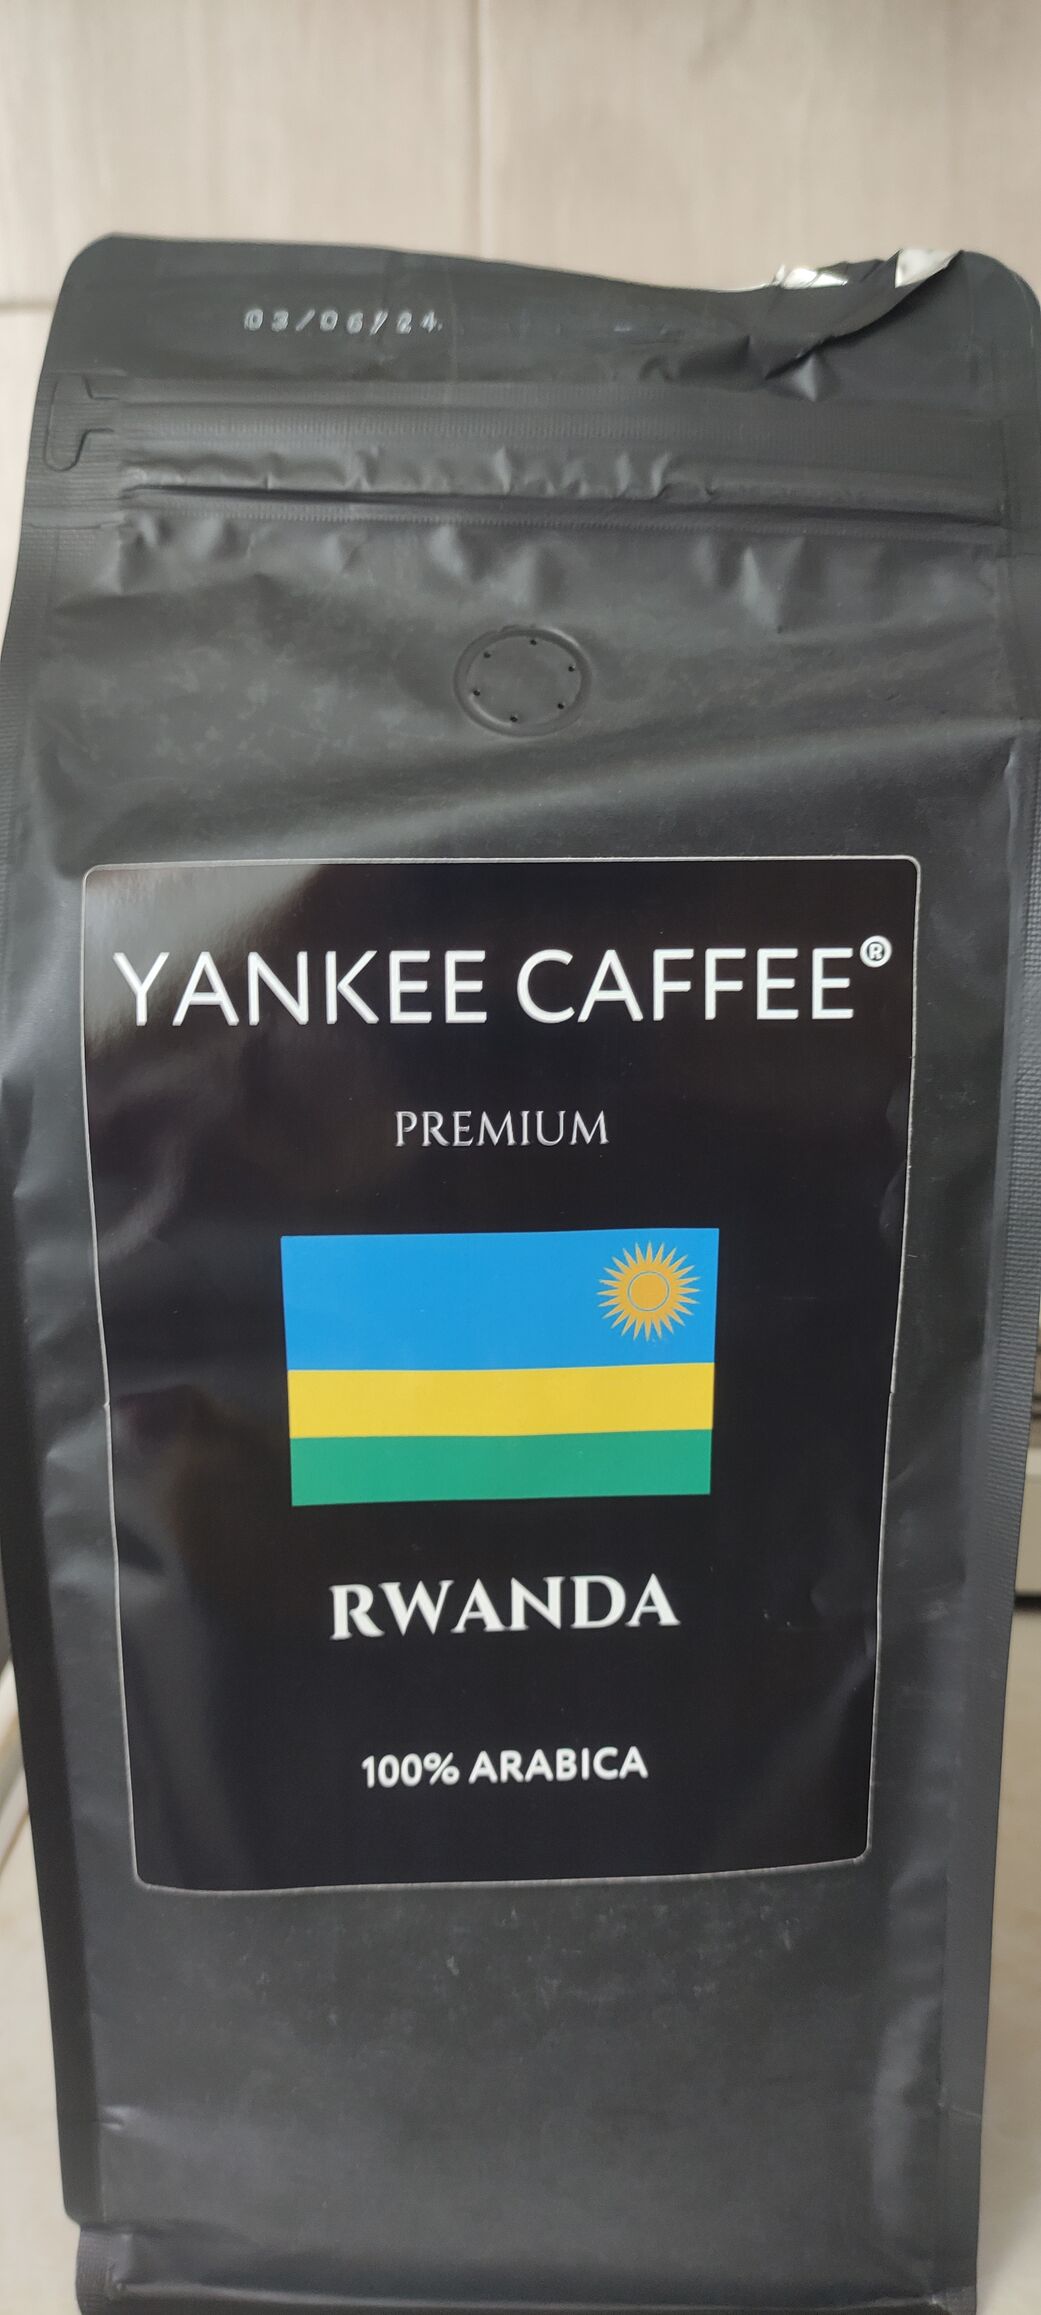 03/06/24
YANKEE CAFFEE®
PREMIUM
RWANDA
100% ARABICA